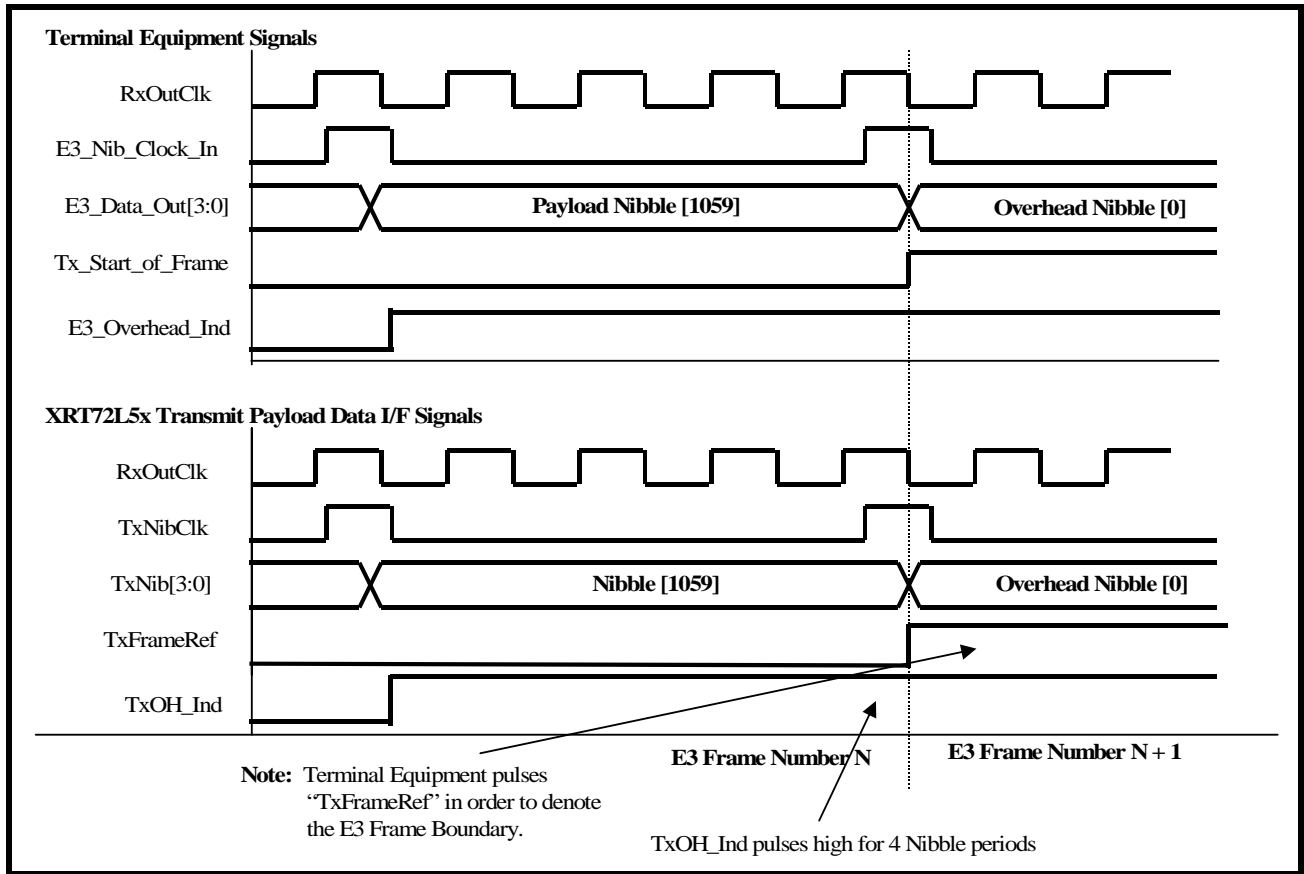 Terminal Equipment Signals
RxOutClk
E3_Nib_Clock_In
E3_Data_Out[3:0]
Payload Nibble [1059]
Overhead Nibble [0]
Tx_Start_of_Frame
E3_Overhead_Ind
XRT72L5x Transmit Payload Data I/F Signals
RxOutClk
TxNibClk
TxNib[3:0]
Nibble [1059]
Overhead Nibble [0]
TxFrameRef
TxOH_Ind
E3 Frame Number N
E3 Frame Number N + 1
Note: Terminal Equipment pulses
“TxFrameRef” in order to denote
the E3 Frame Boundary.
TxOH_Ind pulses high for 4 Nibble periods